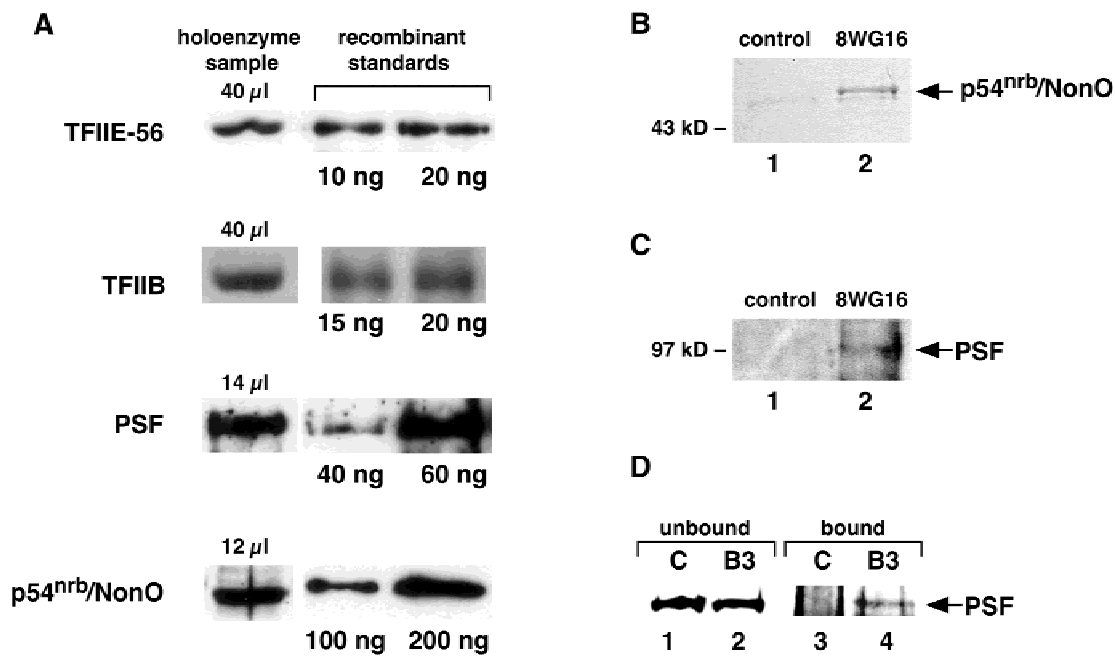 A
holoenzyme sample
recombinant standards
40 µl
TFIIE-56
10 ng 20 ng
40 µl
TFIIB
15 ng 20 ng
14 µl
PSF
40 ng 60 ng
12 µl
p54nrb/NonO
100 ng 200 ng
B
control 8WG16
p54nrb/NonO
43 kD –
1 2
C
control 8WG16
97 kD –
PSF
1 2
D
unbound bound
C B3 C B3
PSF
1 2 3 4